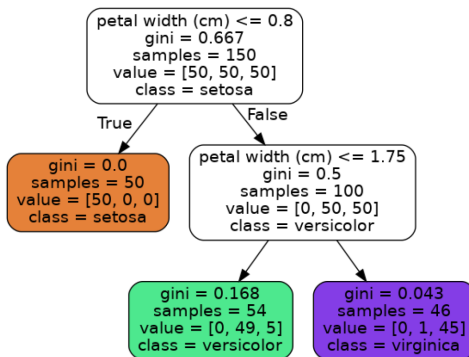 petal width (cm) <= 0.8
gini = 0.667
samples = 150
value = [50, 50, 50]
class = setosa
True
False
gini = 0.0
samples = 50
value = [50, 0, 0]
class = setosa
petal width (cm) <= 1.75
gini = 0.5
samples = 100
value = [0, 50, 50]
class = versicolor
gini = 0.168
samples = 54
value = [0, 49, 5]
class = versicolor
gini = 0.043
samples = 46
value = [0, 1, 45]
class = virginica